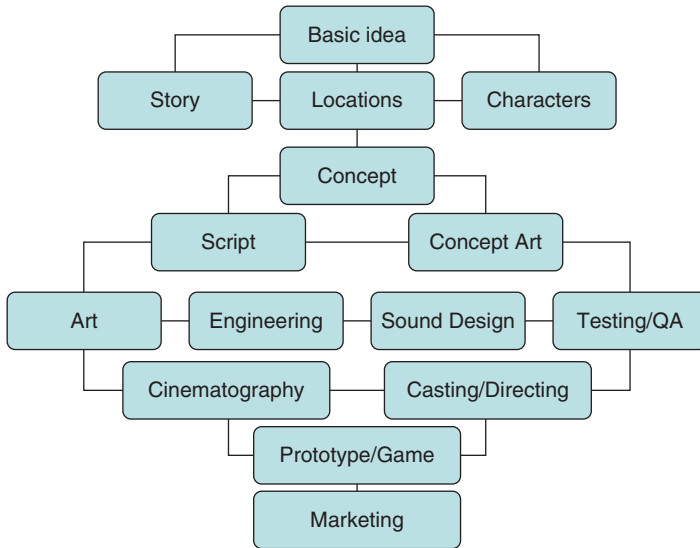 Basic idea
Story
Locations
Characters
Concept
Script
Concept Art
Art
Engineering
Sound Design
Testing/QA
Cinematography
Casting/Directing
Prototype/Game
Marketing